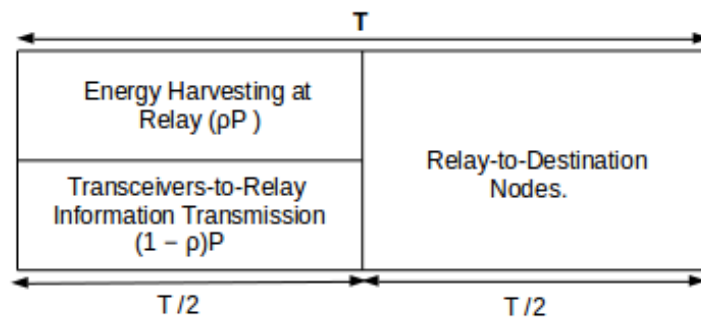 T
Energy Harvesting at
Relay (ρP )
Transceivers-to-Relay
Information Transmission
(1 − ρ)P
Relay-to-Destination
Nodes.
T /2
T /2